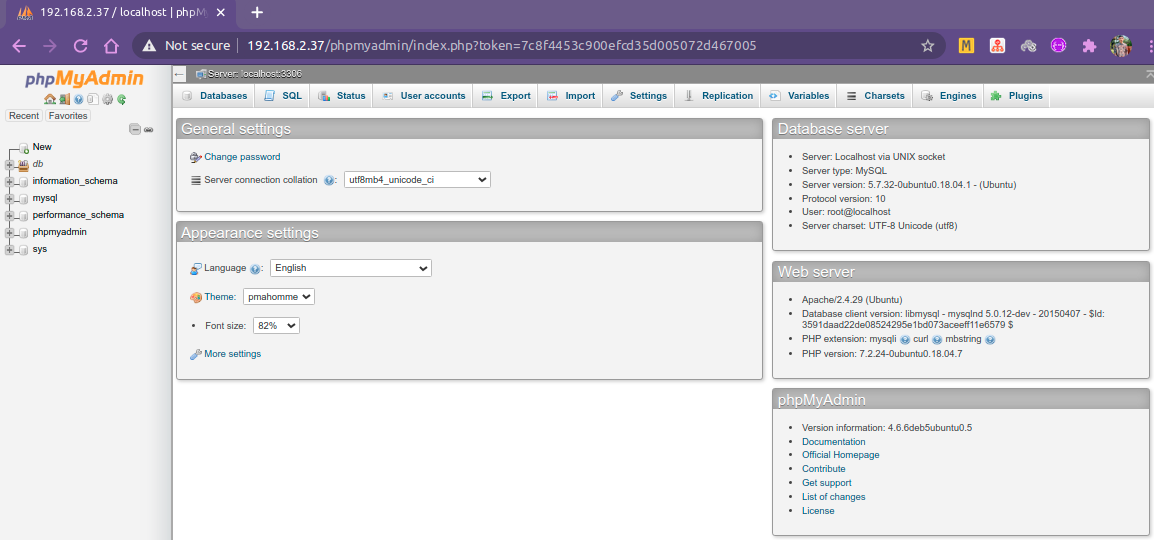 192.168.2.37 / localhost | phpM
Not secure | 192.168.2.37/phpmyadmin/index.php?token=7c8f4453c900efcd35d005072d467005
M
phpMyAdmin
Recent Favorites
New
db
information_schema
mysql
performance_schema
phpmyadmin
sys
Server: localhost:3306
Databases SQL Status User accounts Export Import Settings Replication Variables Charsets Engines Plugins
General settings
Change password
Server connection collation : utf8mb4_unicode_ci
Appearance settings
Language : English
Theme: pmahomme
• Font size: 82%
More settings
Database server
• Server: Localhost via UNIX socket
• Server type: MySQL
• Server version: 5.7.32-0ubuntu0.18.04.1 - (Ubuntu)
• Protocol version: 10
• User: root@localhost
• Server charset: UTF-8 Unicode (utf8)
Web server
• Apache/2.4.29 (Ubuntu)
• Database client version: libmysql - mysqlnd 5.0.12-dev - 20150407 - $Id:
3591daad22de08524295e1bd073aceeff11e6579 $
• PHP extension: mysqli curl mbstring
• PHP version: 7.2.24-0ubuntu0.18.04.7
phpMyAdmin
• Version information: 4.6.6deb5ubuntu0.5
• Documentation
• Official Homepage
• Contribute
• Get support
• List of changes
• License